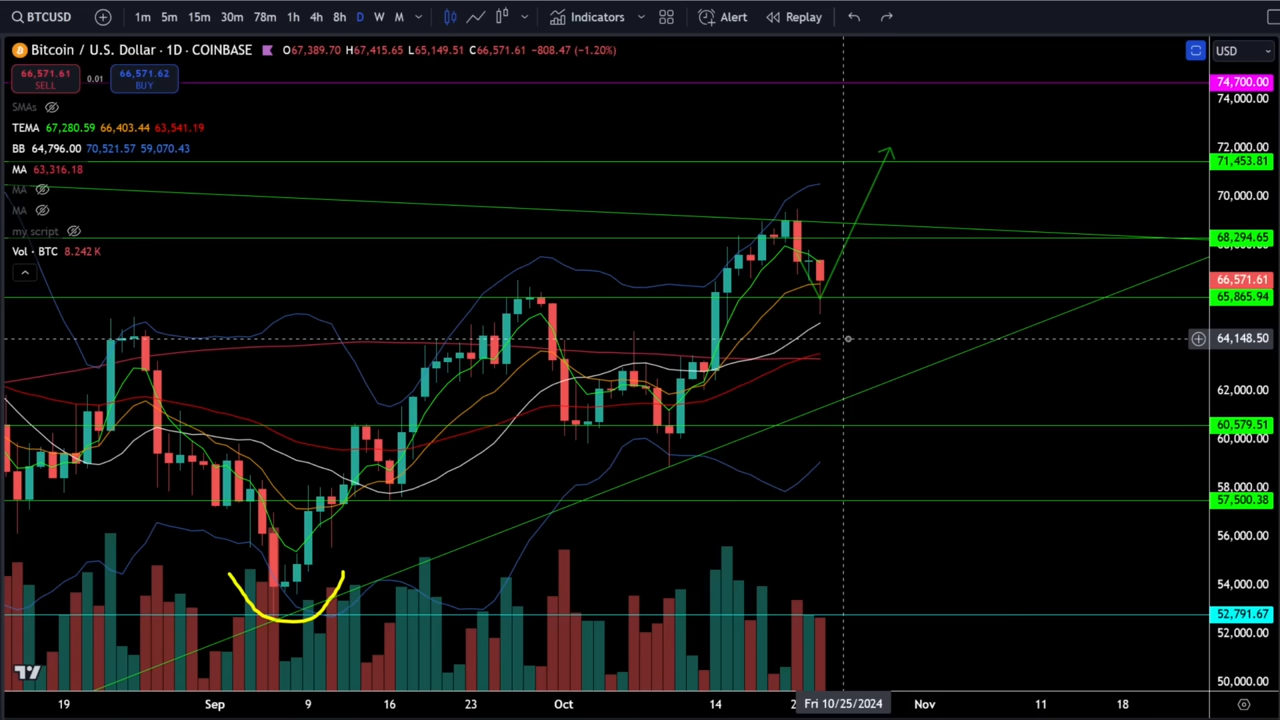 BTCUSD 1m 5m 15m 30m 78m 1h 4h 8h D W M Indicators Alert Replay
Bitcoin / U.S. Dollar · 1D · COINBASE O67,389.70 H67,415.65 L65,149.51 C66,571.61 −808.47 (−1.20%)
USD
66,571.61 SELL 0.01 66,571.62 BUY
SMAs
TEMA 67,280.59 66,403.44 63,541.19
BB 64,796.00 70,521.57 59,070.43
MA 63,316.18
MA
MA
my script
Vol · BTC 8.242 K
74,700.00
74,000.00
72,000.00
71,453.81
70,000.00
68,294.65
66,571.61
65,865.94
64,148.50
62,000.00
60,579.51
60,000.00
58,000.00
57,500.38
56,000.00
54,000.00
52,791.67
52,000.00
50,000.00
19 Sep 9 16 23 Oct 14 Fri 10/25/2024 Nov 11 18